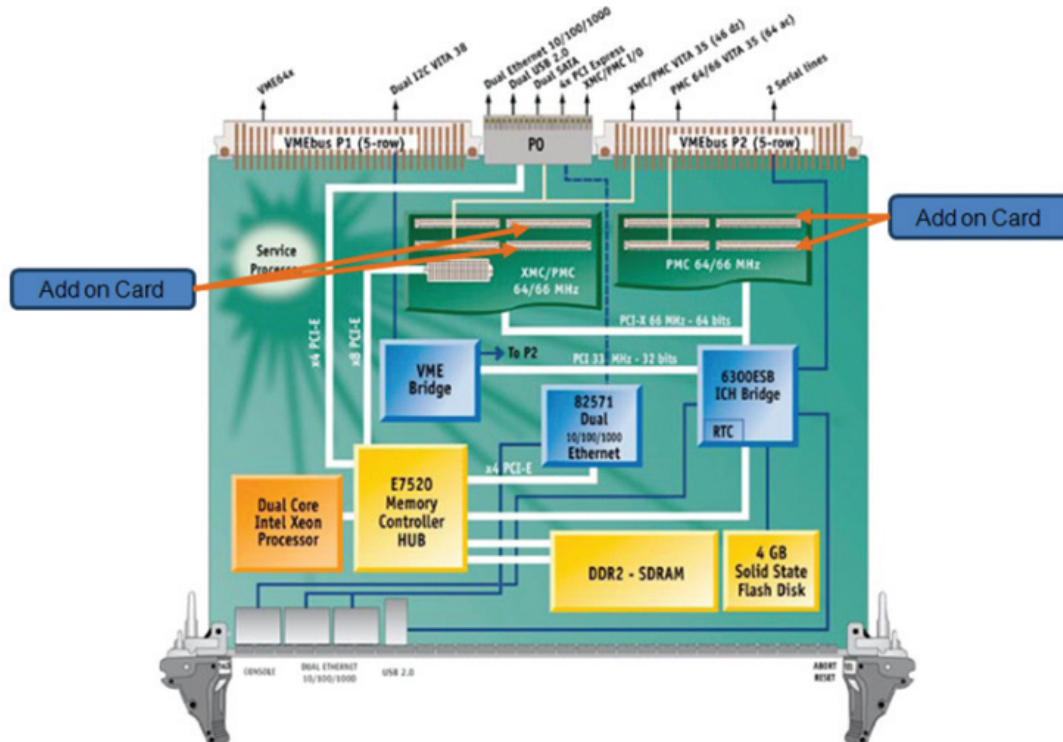 VME64x
Dual I2C VITA 38
Dual Ethernet 10/100/1000
Dual USB 2.0
Dual SATA
4x PCI Express
XMC/PMC I/O
XMC/PMC VITA 35 (46 dz)
PMC 64/66 VITA 35 (64 ac)
2 Serial lines
VMEbus P1 (5-row)
P0
VMEbus P2 (5-row)
Add on Card
Service
Processo
Add on Card
XMC/PMC
64/66 MHz
PMC 64/66 MHz
PCI-X 66 MHz - 64 bits
x4 PCI-E
x8 PCI-E
To P2
PCI 33 MHz - 32 bits
VME
Bridge
82571
Dual
10/100/1000
Ethernet
6300ESB
ICH Bridge
RTC
x4 PCI-E
E7520
Memory
Controller
HUB
Dual Core
Intel Xeon
Processor
DDR2 - SDRAM
4 GB
Solid State
Flash Disk
CONSOLE
DUAL ETHERNET
10/100/1000
USB 2.0
ABORT
RESET